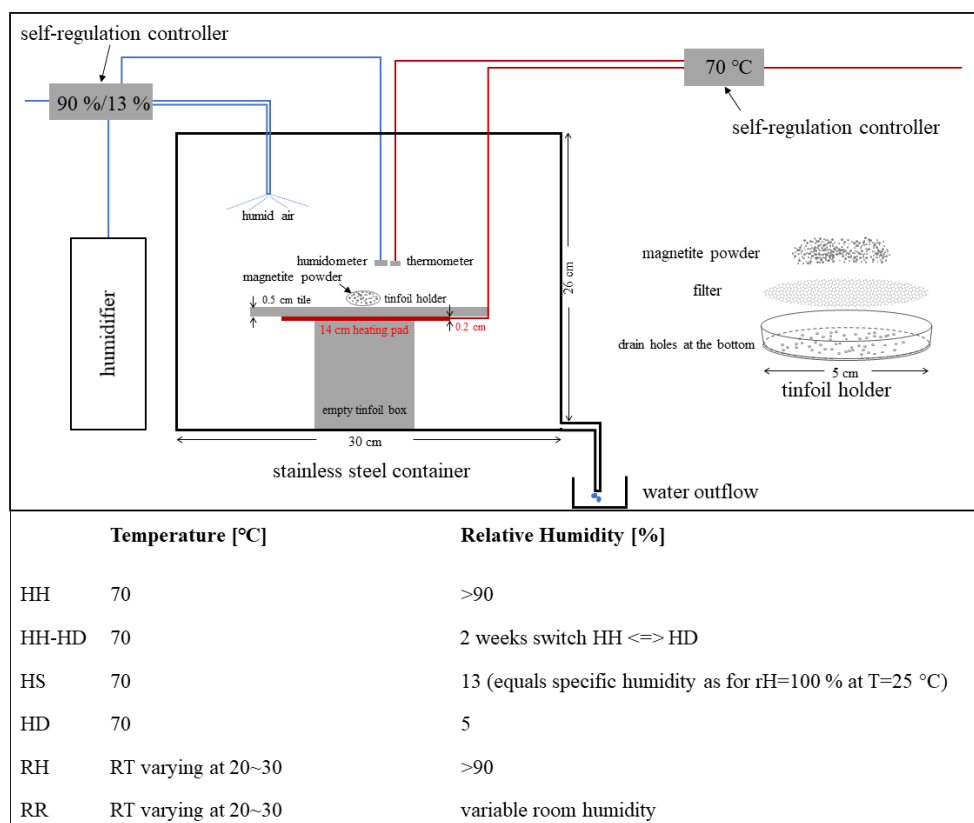 self-regulation controller
90 %/13 %
70 °C
self-regulation controller
humid air
humidifier
humidometer
thermometer
magnetite powder
tinfoil holder
0.5 cm tile
14 cm heating pad
0.2 cm
empty tinfoil box
26 cm
30 cm
stainless steel container
water outflow
magnetite powder
filter
drain holes at the bottom
5 cm
tinfoil holder
Temperature [°C] Relative Humidity [%]
HH 70 >90
HH-HD 70 2 weeks switch HH <=> HD
HS 70 13 (equals specific humidity as for rH=100 % at T=25 °C)
HD 70 5
RH RT varying at 20~30 >90
RR RT varying at 20~30 variable room humidity